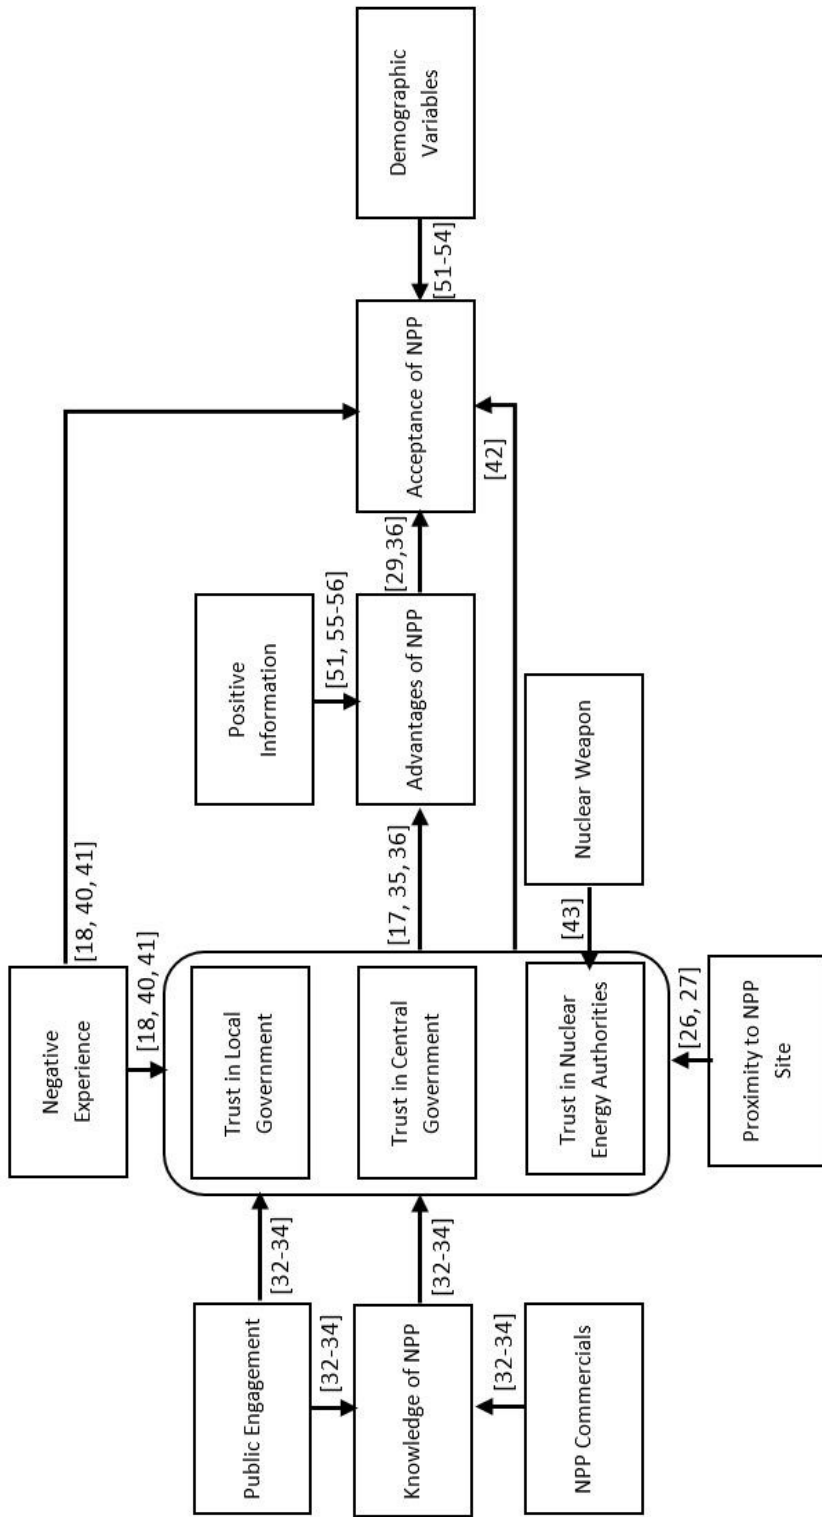 Negative
Experience
[18, 40, 41]
[18, 40, 41]
Public Engagement
[32-34]
Trust in Local
Government
Positive
Information
[32-34]
[51, 55-56]
Knowledge of NPP
[32-34]
Trust in Central
Government
[17, 35, 36]
Advantages of NPP
[29,36]
Acceptance of NPP
[51-54]
Demographic
Variables
[32-34]
[42]
NPP Commercials
Trust in Nuclear
Energy Authorities
[43]
Nuclear Weapon
[26, 27]
Proximity to NPP
Site